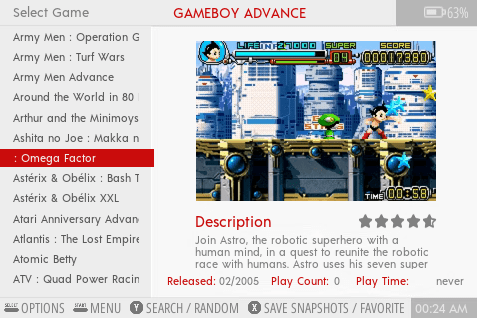 Select Game
GAMEBOY ADVANCE
63%
Army Men : Operation G
Army Men : Turf Wars
Army Men Advance
Around the World in 80
Arthur and the Minimoys
Ashita no Joe : Makka n
: Omega Factor
Astérix & Obélix : Bash T
Astérix & Obélix XXL
Atari Anniversary Advan
Atlantis : The Lost Empire
Atomic Betty
ATV : Quad Power Racin
LIFE
SUPER
SCORE
04
00017380
TIME 00:58
Description
Join Astro, the robotic superhero with a
human mind, in a quest to reunite the robotic
race with humans. Astro uses his seven super
Released: 02/2005 Play Count: 0 Play Time: never
SELECT OPTIONS START MENU Y SEARCH / RANDOM X SAVE SNAPSHOTS / FAVORITE 00:24 AM